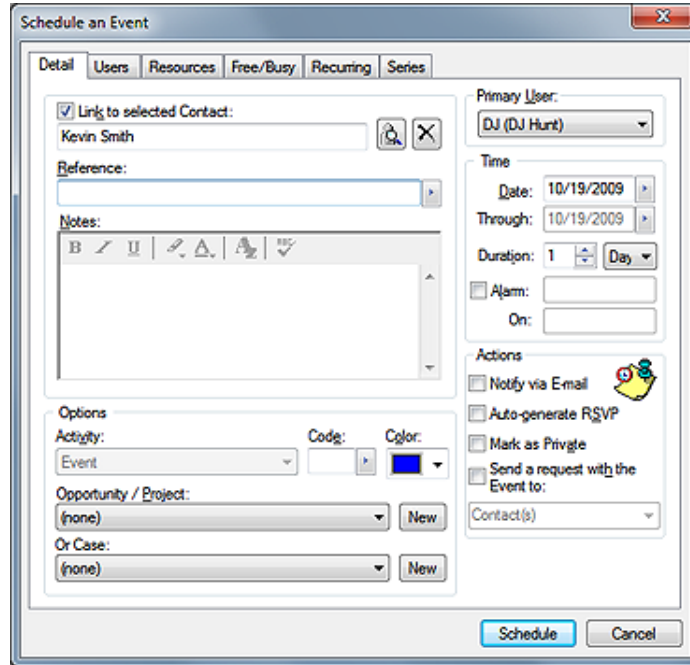 Schedule an Event
Detail Users Resources Free/Busy Recurring Series
Link to selected Contact:
Kevin Smith
Reference:
Notes:
B I U A A ABC
Options
Activity: Code: Color:
Event
Opportunity / Project:
(none) New
Or Case:
(none) New
Primary User:
DJ (DJ Hunt)
Time
Date: 10/19/2009
Through: 10/19/2009
Duration: 1 Day
Alarm:
On:
Actions
Notify via E-mail
Auto-generate RSVP
Mark as Private
Send a request with the
Event to:
Contact(s)
Schedule Cancel